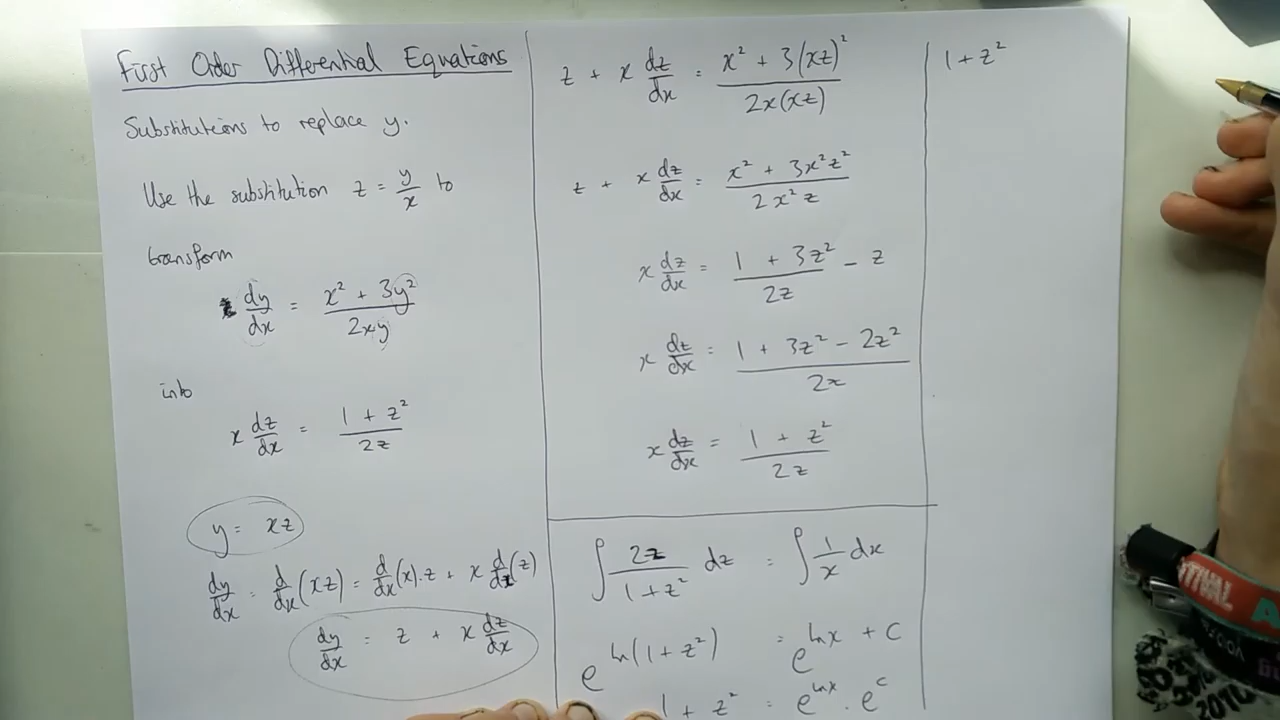 First Order Differential Equations
Substitutions to replace y.
Use the substitution z = y/x to
transform
dy/dx = (x² + 3y²)/(2xy)
into
x dz/dx = (1 + z²)/(2z)
y = xz
dy/dx = d/dx(xz) = d/dx(x).z + x d/dx(z)
dy/dx = z + x dz/dx
z + x dz/dx = (x² + 3(xz)²)/(2x(xz))
z + x dz/dx = (x² + 3x²z²)/(2x²z)
x dz/dx = (1 + 3z²)/(2z) - z
x dz/dx = (1 + 3z² - 2z²)/(2z)
x dz/dx = (1 + z²)/(2z)
∫ 2z/(1+z²) dz = ∫ 1/x dx
e^(ln(1+z²)) = e^(lnx + c)
1 + z² = e^(lnx) . e^c
1 + z²